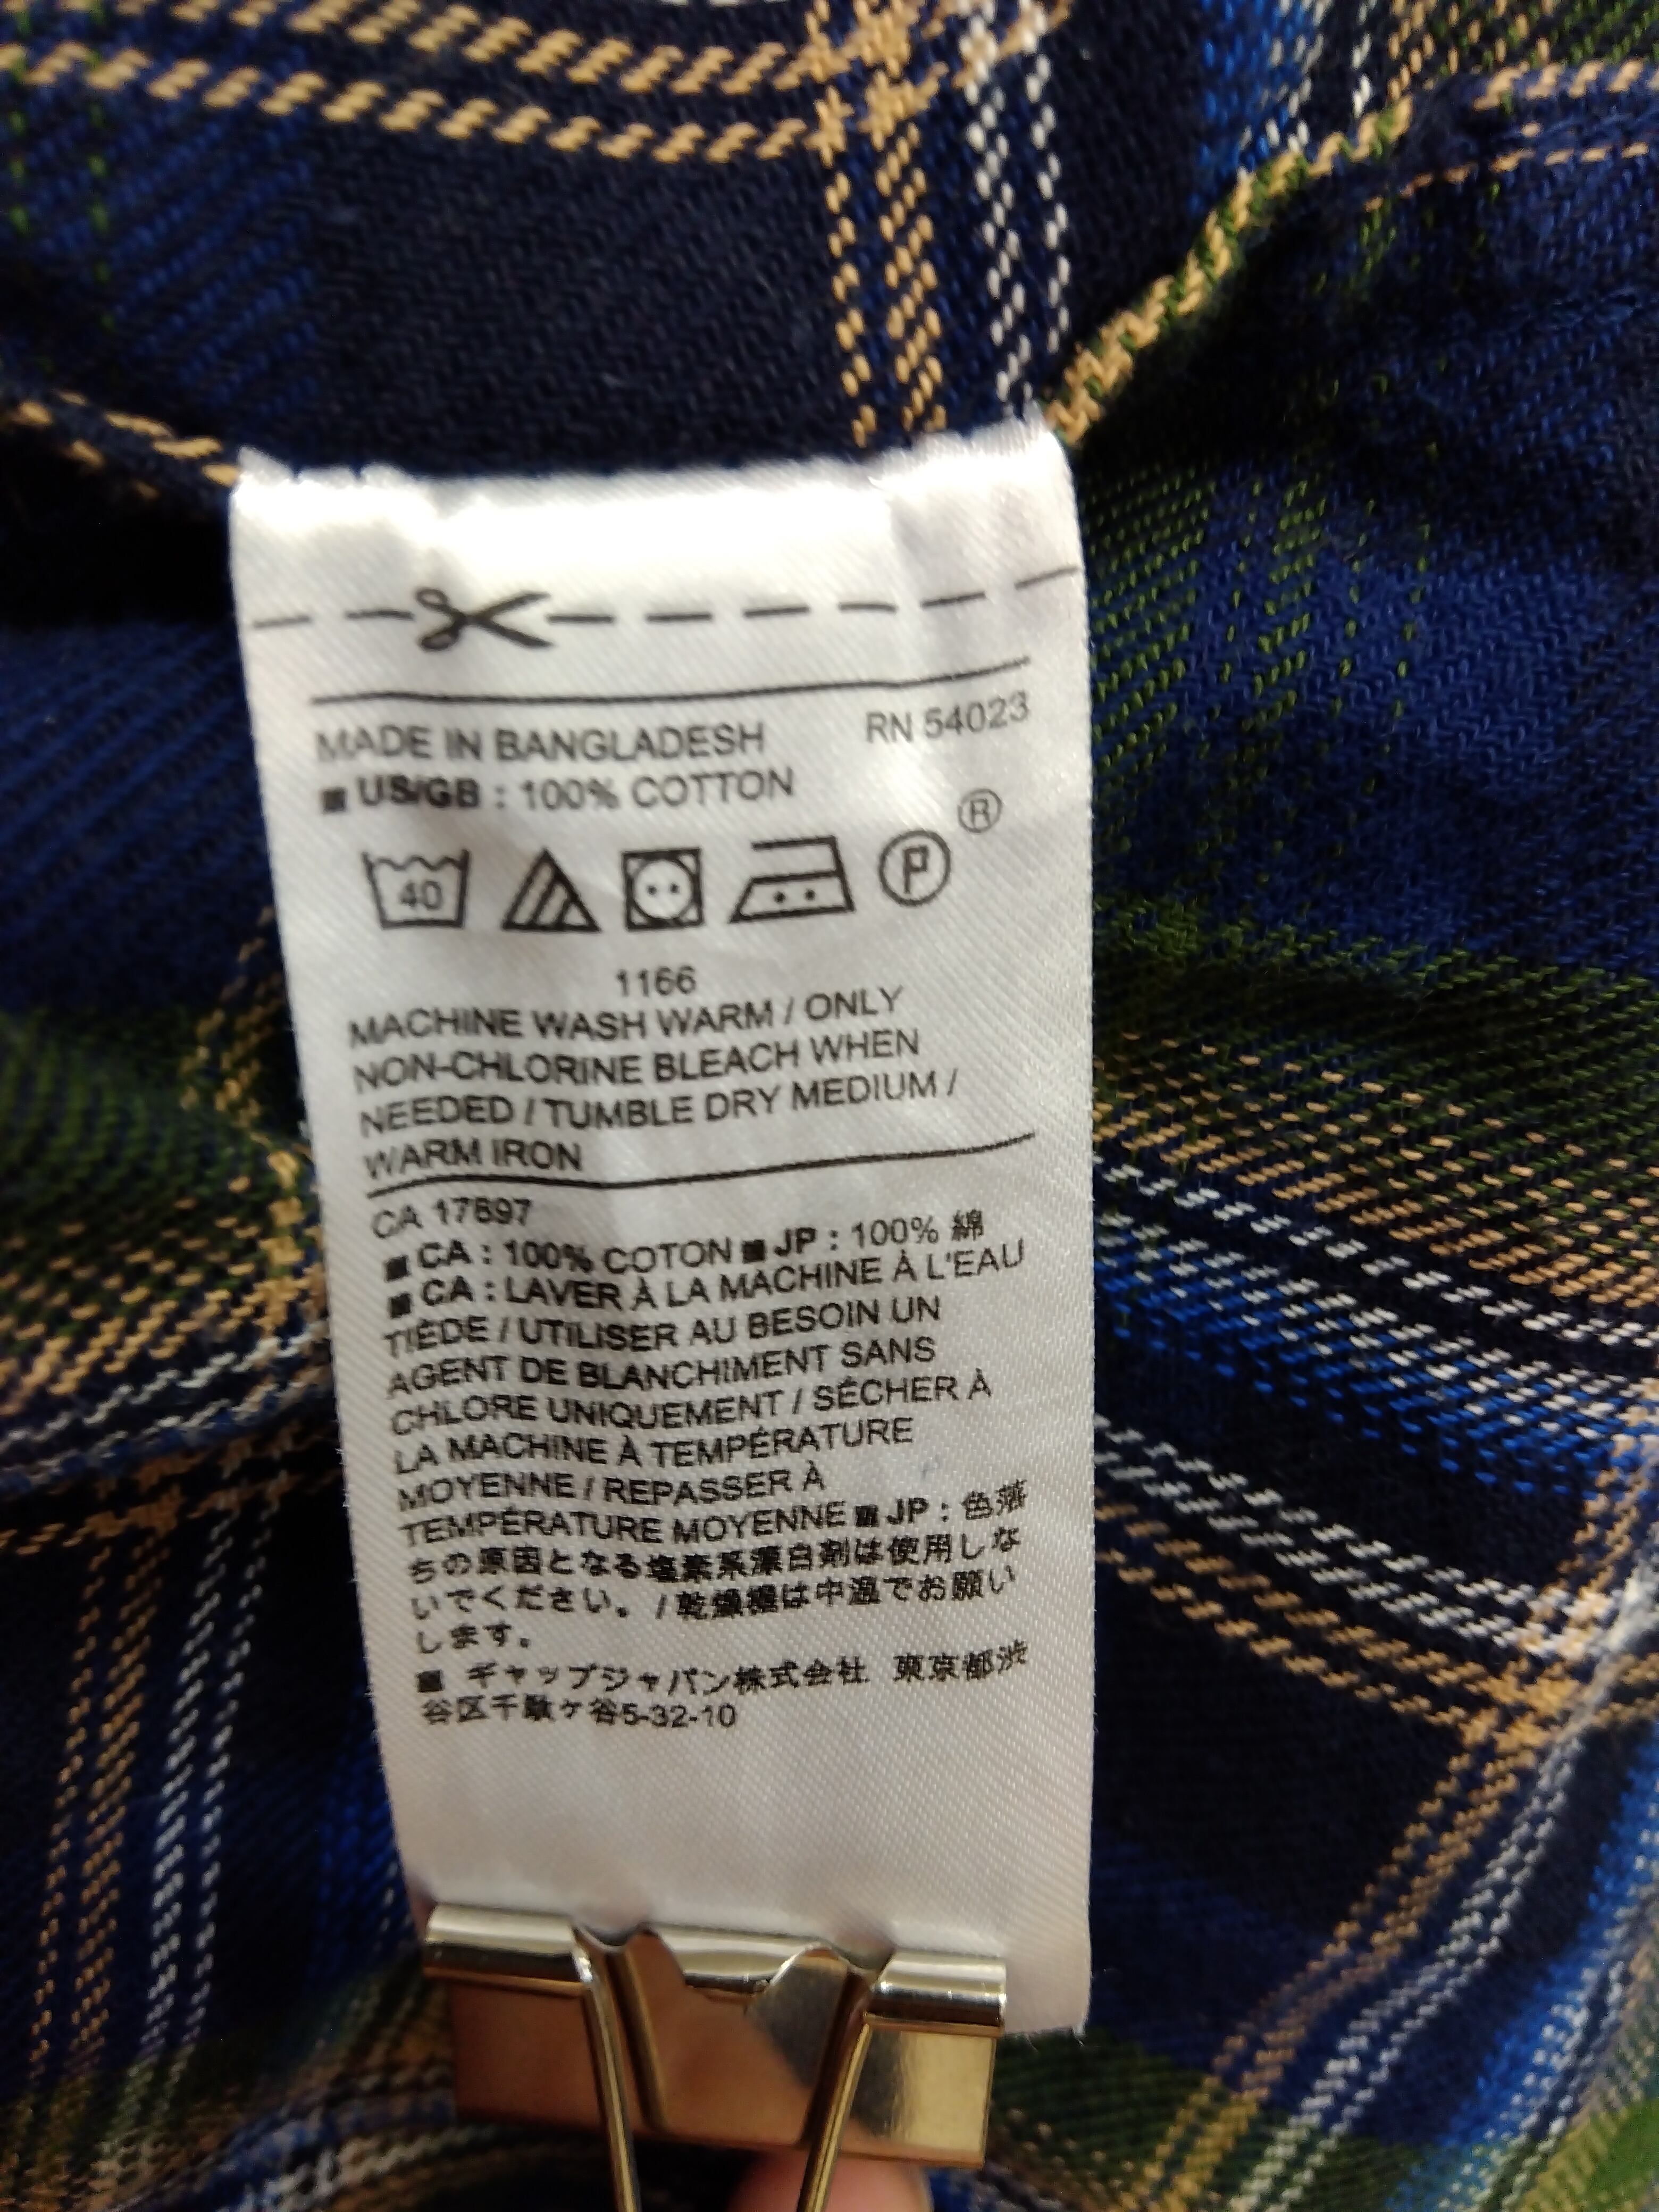 MADE IN BANGLADESH RN 54023
■ US/GB : 100% COTTON
®
40 P
1166
MACHINE WASH WARM / ONLY
NON-CHLORINE BLEACH WHEN
NEEDED / TUMBLE DRY MEDIUM /
WARM IRON
CA 17897
■ CA : 100% COTON ■ JP : 100% 綿
■ CA : LAVER À LA MACHINE À L'EAU
TIÈDE / UTILISER AU BESOIN UN
AGENT DE BLANCHIMENT SANS
CHLORE UNIQUEMENT / SÉCHER À
LA MACHINE À TEMPÉRATURE
MOYENNE / REPASSER À
TEMPÉRATURE MOYENNE ■ JP : 色落
ちの原因となる塩素系漂白剤は使用しな
いでください。 / 乾燥機は中温でお願い
します。
■ ギャップジャパン株式会社 東京都渋
谷区千駄ヶ谷5-32-10